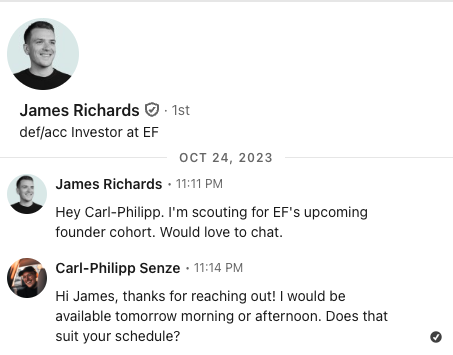 James Richards · 1st
def/acc Investor at EF
OCT 24, 2023
James Richards • 11:11 PM
Hey Carl-Philipp. I'm scouting for EF's upcoming
founder cohort. Would love to chat.
Carl-Philipp Senze • 11:14 PM
Hi James, thanks for reaching out! I would be
available tomorrow morning or afternoon. Does that
suit your schedule?